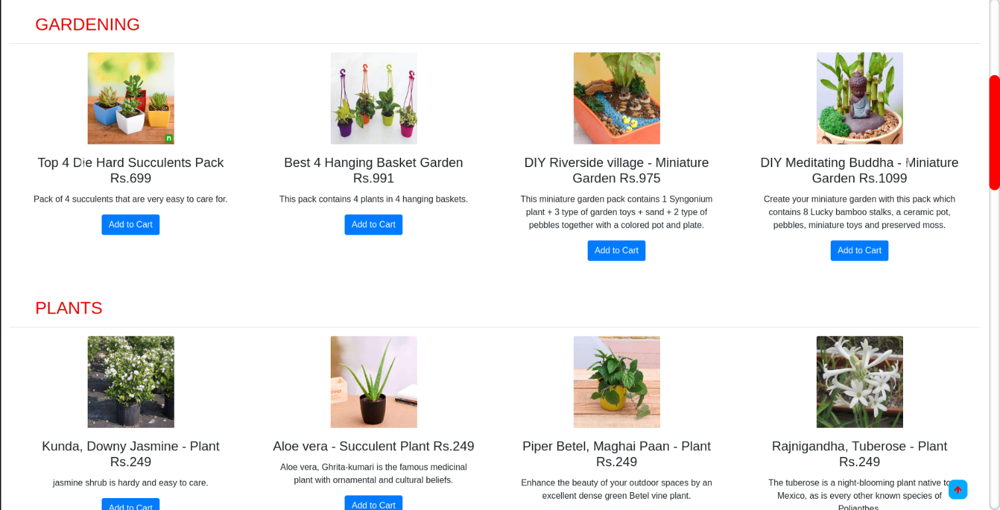 GARDENING
n
Top 4 Die Hard Succulents Pack
Rs.699
Pack of 4 succulents that are very easy to care for.
Add to Cart
Best 4 Hanging Basket Garden
Rs.991
This pack contains 4 plants in 4 hanging baskets.
Add to Cart
DIY Riverside village - Miniature
Garden Rs.975
This miniature garden pack contains 1 Syngonium
plant + 3 type of garden toys + sand + 2 type of
pebbles together with a colored pot and plate.
Add to Cart
DIY Meditating Buddha - Miniature
Garden Rs.1099
Create your miniature garden with this pack which
contains 8 Lucky bamboo stalks, a ceramic pot,
pebbles, miniature toys and preserved moss.
Add to Cart
PLANTS
Kunda, Downy Jasmine - Plant
Rs.249
jasmine shrub is hardy and easy to care.
Add to Cart
Aloe vera - Succulent Plant Rs.249
Aloe vera, Ghrita-kumari is the famous medicinal
plant with ornamental and cultural beliefs.
Add to Cart
Piper Betel, Maghai Paan - Plant
Rs.249
Enhance the beauty of your outdoor spaces by an
excellent dense green Betel vine plant.
Rajnigandha, Tuberose - Plant
Rs.249
The tuberose is a night-blooming plant native to
Mexico, as is every other known species of
Polianthes.